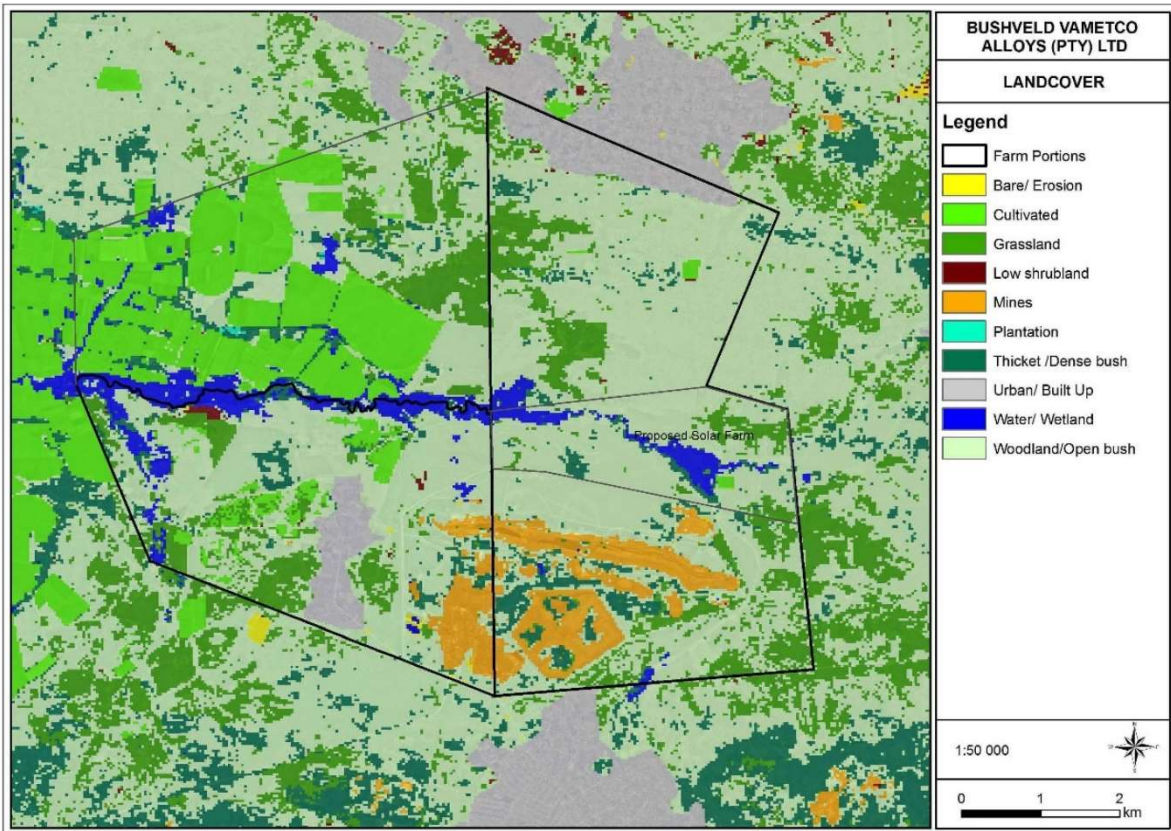 BUSHVELD VAMETCO
ALLOYS (PTY) LTD
LANDCOVER
Legend
Farm Portions
Bare/ Erosion
Cultivated
Grassland
Low shrubland
Mines
Plantation
Thicket /Dense bush
Urban/ Built Up
Water/ Wetland
Woodland/Open bush
Proposed Solar Farm
1:50 000
0 1 2
km